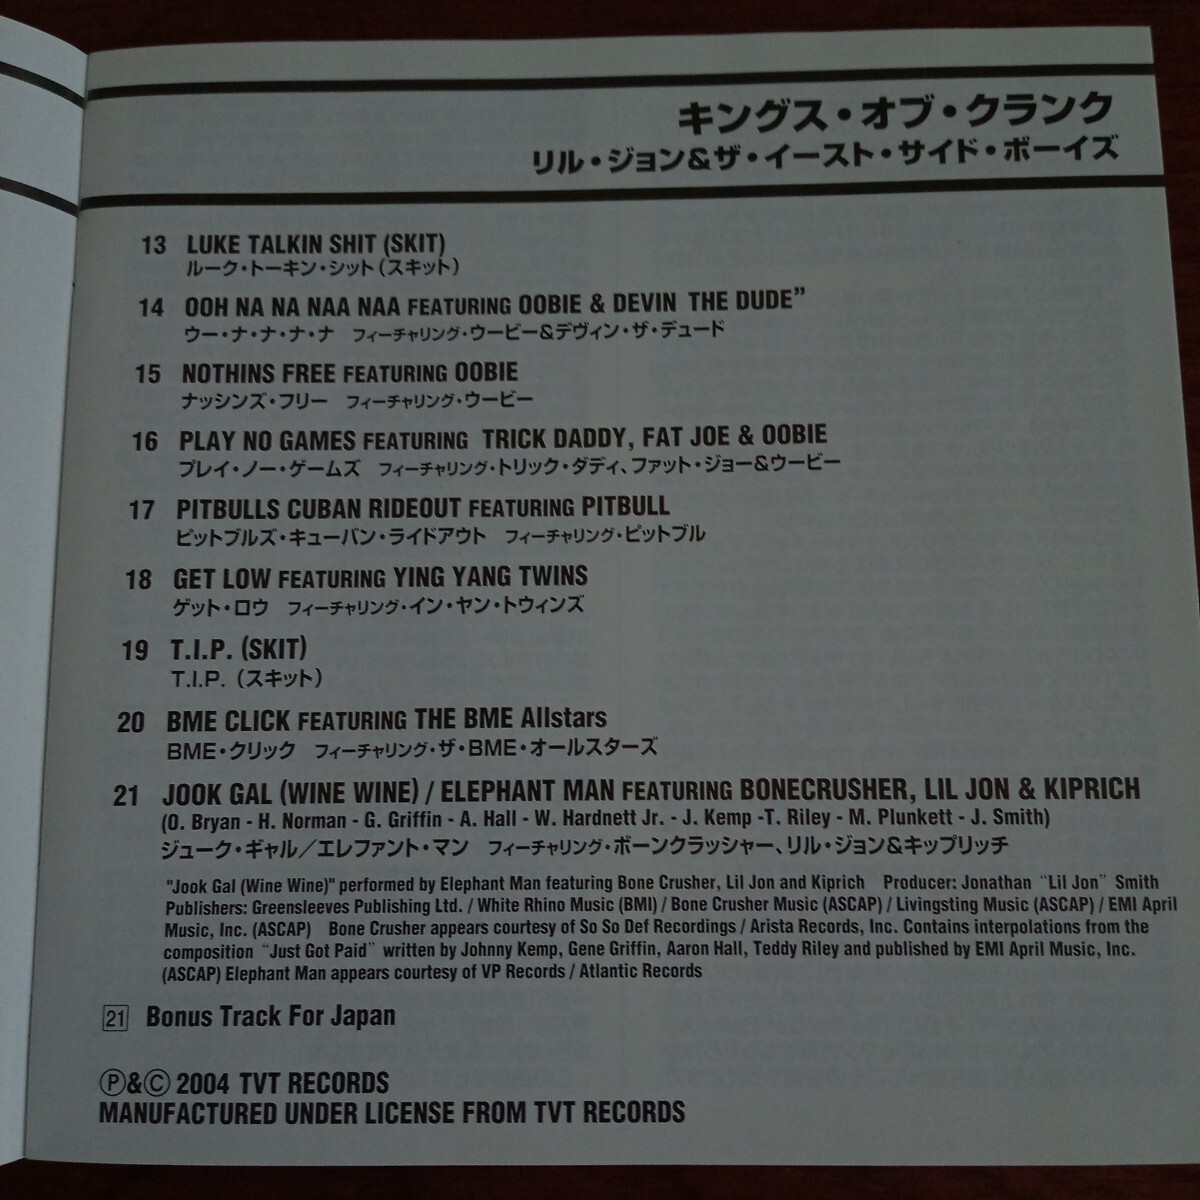 キングス・オブ・クランク
リル・ジョン&ザ・イースト・サイド・ボーイズ
13 LUKE TALKIN SHIT (SKIT)
ルーク・トーキン・シット(スキット)
14 OOH NA NA NAA NAA FEATURING OOBIE & DEVIN THE DUDE”
ウー・ナ・ナ・ナ・ナ フィーチャリング・ウービー&デヴィン・ザ・デュード
15 NOTHINS FREE FEATURING OOBIE
ナッシンズ・フリー フィーチャリング・ウービー
16 PLAY NO GAMES FEATURING TRICK DADDY, FAT JOE & OOBIE
プレイ・ノー・ゲームズ フィーチャリング・トリック・ダディ、ファット・ジョー&ウービー
17 PITBULLS CUBAN RIDEOUT FEATURING PITBULL
ピットブルズ・キューバン・ライドアウト フィーチャリング・ピットブル
18 GET LOW FEATURING YING YANG TWINS
ゲット・ロウ フィーチャリング・イン・ヤン・トウィンズ
19 T.I.P. (SKIT)
T.I.P. (スキット)
20 BME CLICK FEATURING THE BME Allstars
BME・クリック フィーチャリング・ザ・BME・オールスターズ
21 JOOK GAL (WINE WINE) / ELEPHANT MAN FEATURING BONECRUSHER, LIL JON & KIPRICH
(O. Bryan - H. Norman - G. Griffin - A. Hall - W. Hardnett Jr. - J. Kemp -T. Riley - M. Plunkett - J. Smith)
ジューク・ギャル/エレファント・マン フィーチャリング・ボーンクラッシャー、リル・ジョン&キップリッチ
"Jook Gal (Wine Wine)" performed by Elephant Man featuring Bone Crusher, Lil Jon and Kiprich Producer: Jonathan “Lil Jon” Smith
Publishers: Greensleeves Publishing Ltd. / White Rhino Music (BMI) / Bone Crusher Music (ASCAP) / Livingsting Music (ASCAP) / EMI April
Music, Inc. (ASCAP) Bone Crusher appears courtesy of So So Def Recordings / Arista Records, Inc. Contains interpolations from the
composition “Just Got Paid” written by Johnny Kemp, Gene Griffin, Aaron Hall, Teddy Riley and published by EMI April Music, Inc.
(ASCAP) Elephant Man appears courtesy of VP Records / Atlantic Records
21 Bonus Track For Japan
Ⓟ&Ⓒ 2004 TVT RECORDS
MANUFACTURED UNDER LICENSE FROM TVT RECORDS